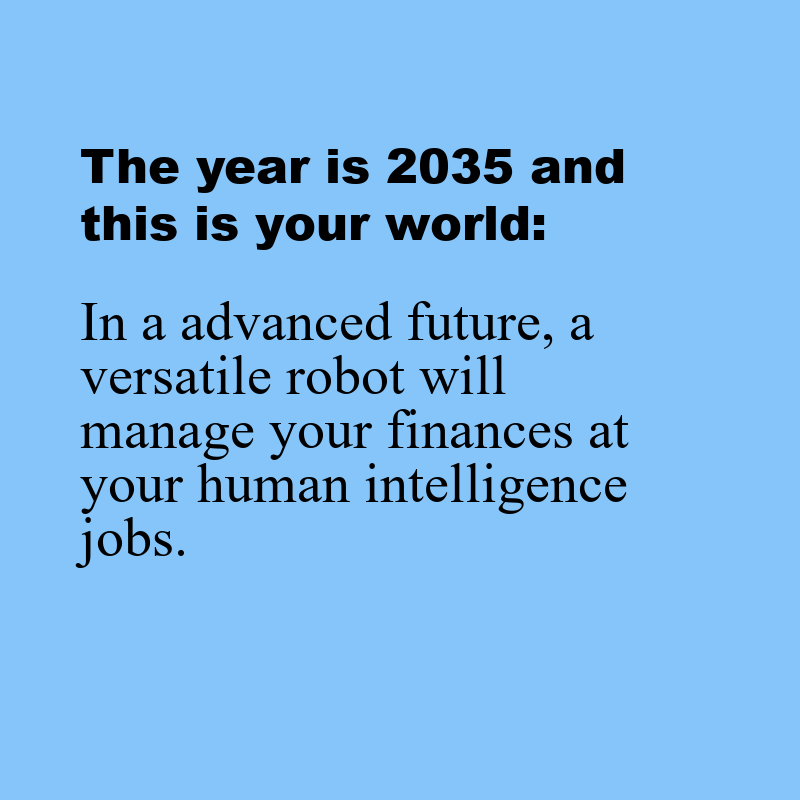 The year is 2035 and
this is your world:
In a advanced future, a
versatile robot will
manage your finances at
your human intelligence
jobs.